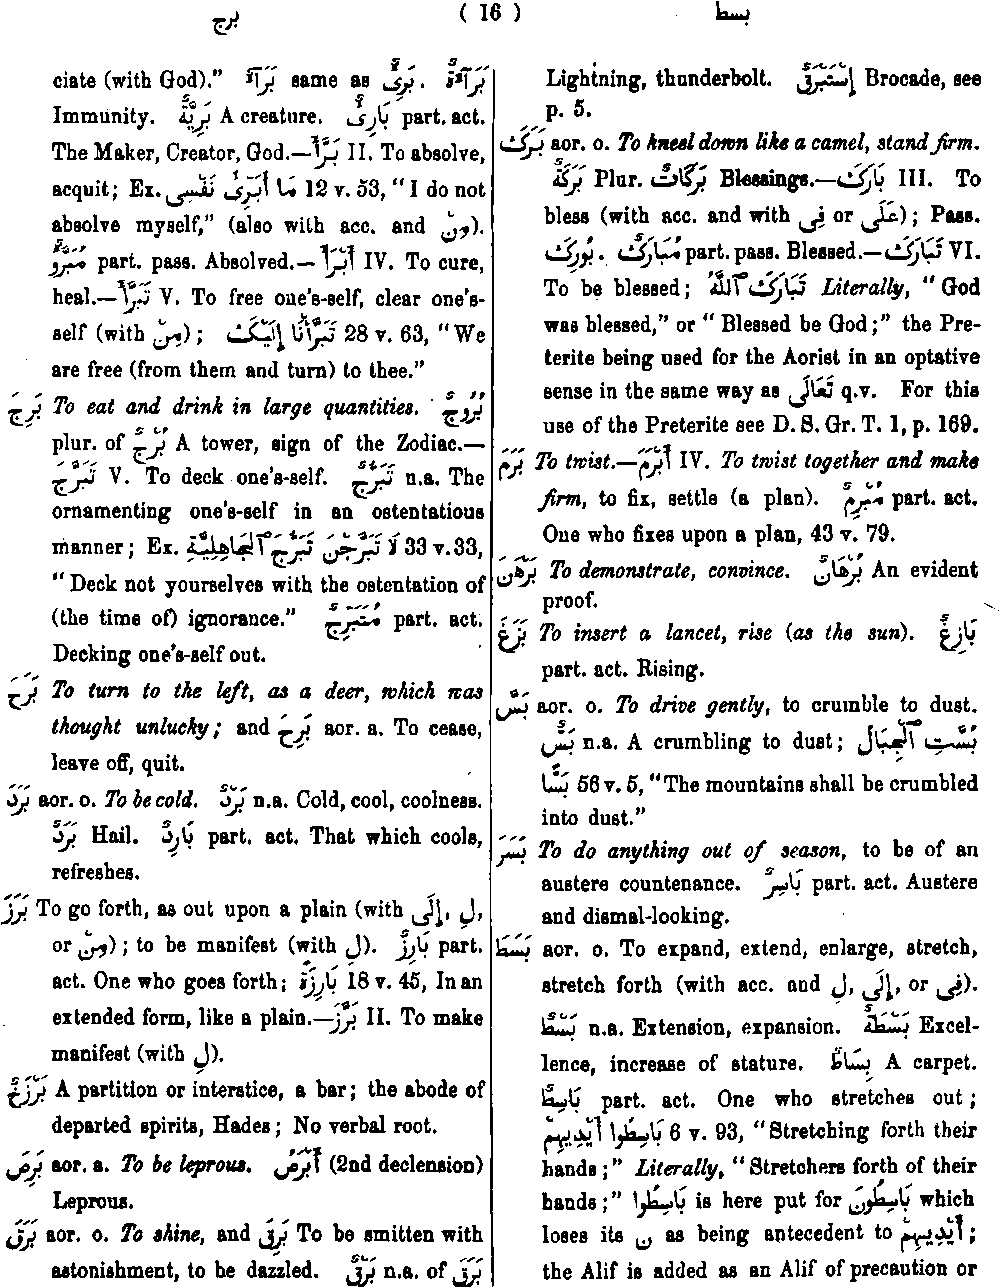 برج ( 16 ) بسط
ciate (with God)." بَرَآءٌ same as بَرِىٌٔ. بَرَآءَةٌ
Immunity. بَرِيَّةٌ A creature. بَارِئٌ part. act.
The Maker, Creator, God.—بَرَّأَ II. To absolve,
acquit; Ex. مَا أُبَرِّئُ نَفْسِى 12 v. 53, "I do not
absolve myself," (also with acc. and مِنْ).
مُبَرَّؤٌ part. pass. Absolved.—أَبْرَأَ IV. To cure,
heal.—تَبَرَّأَ V. To free one's-self, clear one's-
self (with مِنْ); تَبَرَّأْنَا إِلَيْكَ 28 v. 63, "We
are free (from them and turn) to thee."
بَرِجَ To eat and drink in large quantities. بُرُوجٌ
plur. of بُرْجٌ A tower, sign of the Zodiac.—
تَبَرَّجَ V. To deck one's-self. تَبَرُّجٌ n.a. The
ornamenting one's-self in an ostentatious
manner; Ex. لَا تَبَرَّجْنَ تَبَرُّجَ ٱلْجَاهِلِيَّةِ 33 v. 33,
"Deck not yourselves with the ostentation of
(the time of) ignorance." مُتَبَرِّجٌ part. act.
Decking one's-self out.
بَرَحَ To turn to the left, as a deer, which was
thought unlucky; and بَرِحَ aor. a. To cease,
leave off, quit.
بَرَدَ aor. o. To be cold. بَرْدٌ n.a. Cold, cool, coolness.
بَرَدٌ Hail. بَارِدٌ part. act. That which cools,
refreshes.
بَرَزَ To go forth, as out upon a plain (with لِ, إِلَى,
or مِنْ); to be manifest (with لِ). بَارِزٌ part.
act. One who goes forth; بَارِزَةً 18 v. 45, In an
extended form, like a plain.—بَرَّزَ II. To make
manifest (with لِ).
بَرْزَخٌ A partition or interstice, a bar; the abode of
departed spirits, Hades; No verbal root.
بَرِصَ aor. a. To be leprous. أَبْرَصُ (2nd declension)
Leprous.
بَرَقَ aor. o. To shine, and بَرِقَ To be smitten with
astonishment, to be dazzled. بَرْقٌ n.a. of بَرَقَ
Lightning, thunderbolt. إِسْتَبْرَقٌ Brocade, see
p. 5.
بَرَكَ aor. o. To kneel down like a camel, stand firm.
بَرَكَةٌ Plur. بَرَكَاتٌ Blessings.—بَارَكَ III. To
bless (with acc. and with فِى or عَلَى); Pass.
بُورِكَ. مُبَارَكٌ part. pass. Blessed.—تَبَارَكَ VI.
To be blessed; تَبَارَكَ ٱللَّهُ Literally, "God
was blessed," or "Blessed be God;" the Pre-
terite being used for the Aorist in an optative
sense in the same way as تَعَالَى q.v. For this
use of the Preterite see D. S. Gr. T. 1, p. 169.
بَرَمَ To twist.—أَبْرَمَ IV. To twist together and make
firm, to fix, settle (a plan). مُبْرِمٌ part. act.
One who fixes upon a plan, 43 v. 79.
بَرْهَنَ To demonstrate, convince. بُرْهَانٌ An evident
proof.
بَزَغَ To insert a lancet, rise (as the sun). بَازِغٌ
part. act. Rising.
بَسَّ aor. o. To drive gently, to crumble to dust.
بَسٌّ n.a. A crumbling to dust; بُسَّتِ ٱلْجِبَالُ
بَسًّا 56 v. 5, "The mountains shall be crumbled
into dust."
بَسَرَ To do anything out of season, to be of an
austere countenance. بَاسِرٌ part. act. Austere
and dismal-looking.
بَسَطَ aor. o. To expand, extend, enlarge, stretch,
stretch forth (with acc. and لِ, إِلَى, or فِى).
بَسْطٌ n.a. Extension, expansion. بَسْطَةٌ Excel-
lence, increase of stature. بِسَاطٌ A carpet.
بَاسِطٌ part. act. One who stretches out;
بَاسِطُوا أَيْدِيهِمْ 6 v. 93, "Stretching forth their
hands;" Literally, "Stretchers forth of their
hands;" بَاسِطُوا is here put for بَاسِطُونَ which
loses its ن as being antecedent to أَيْدِيهِمْ;
the Alif is added as an Alif of precaution or